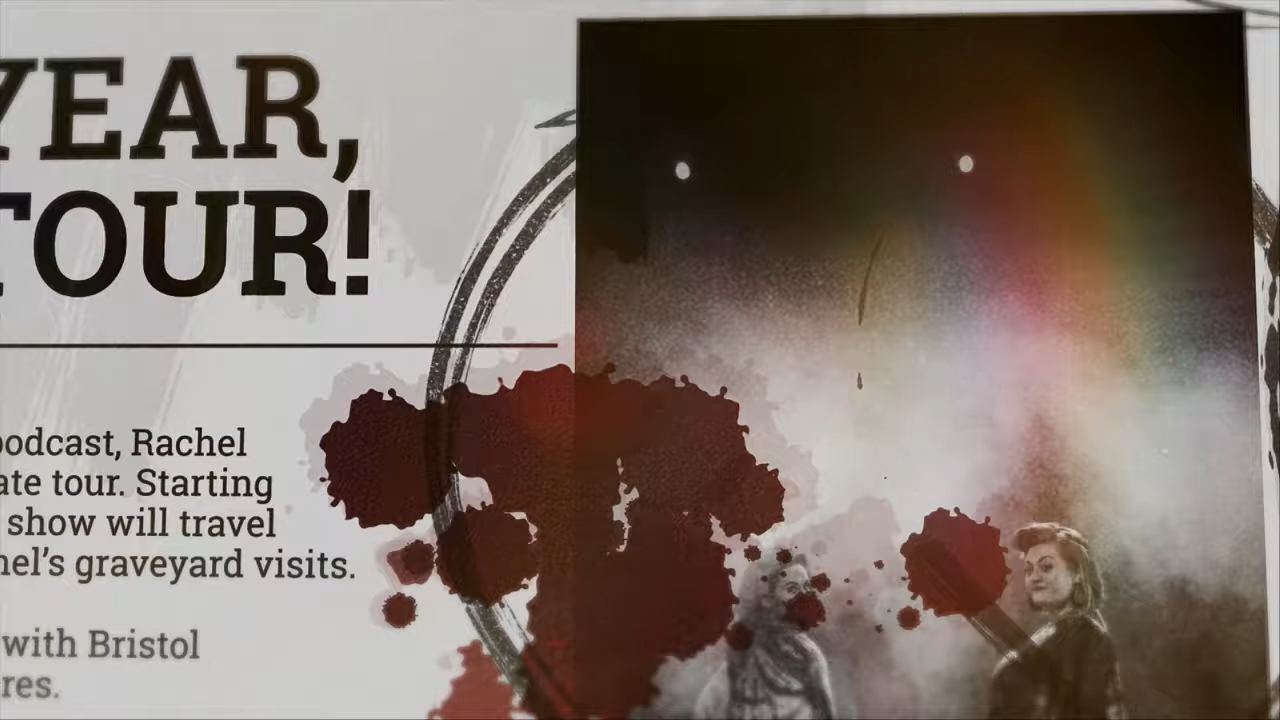 YEAR,
TOUR!
podcast, Rachel
ate tour. Starting
show will travel
hel's graveyard visits.
with Bristol
res.